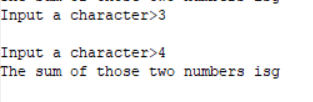 Input a character>3
Input a character>4
The sum of those two numbers isg